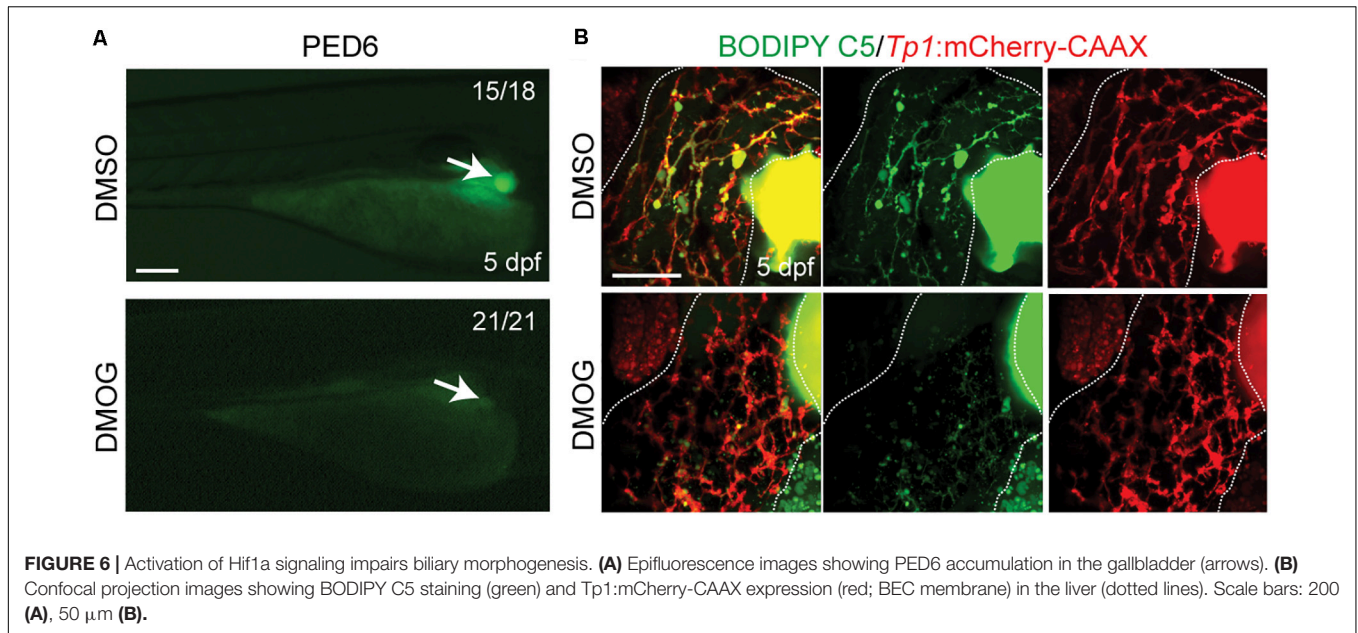 A
PED6
DMSO
15/18
5 dpf
DMOG
21/21
B
BODIPY C5/Tp1:mCherry-CAAX
DMSO
5 dpf
DMOG
FIGURE 6 | Activation of Hif1a signaling impairs biliary morphogenesis. (A) Epifluorescence images showing PED6 accumulation in the gallbladder (arrows). (B)
Confocal projection images showing BODIPY C5 staining (green) and Tp1:mCherry-CAAX expression (red; BEC membrane) in the liver (dotted lines). Scale bars: 200
(A), 50 μm (B).